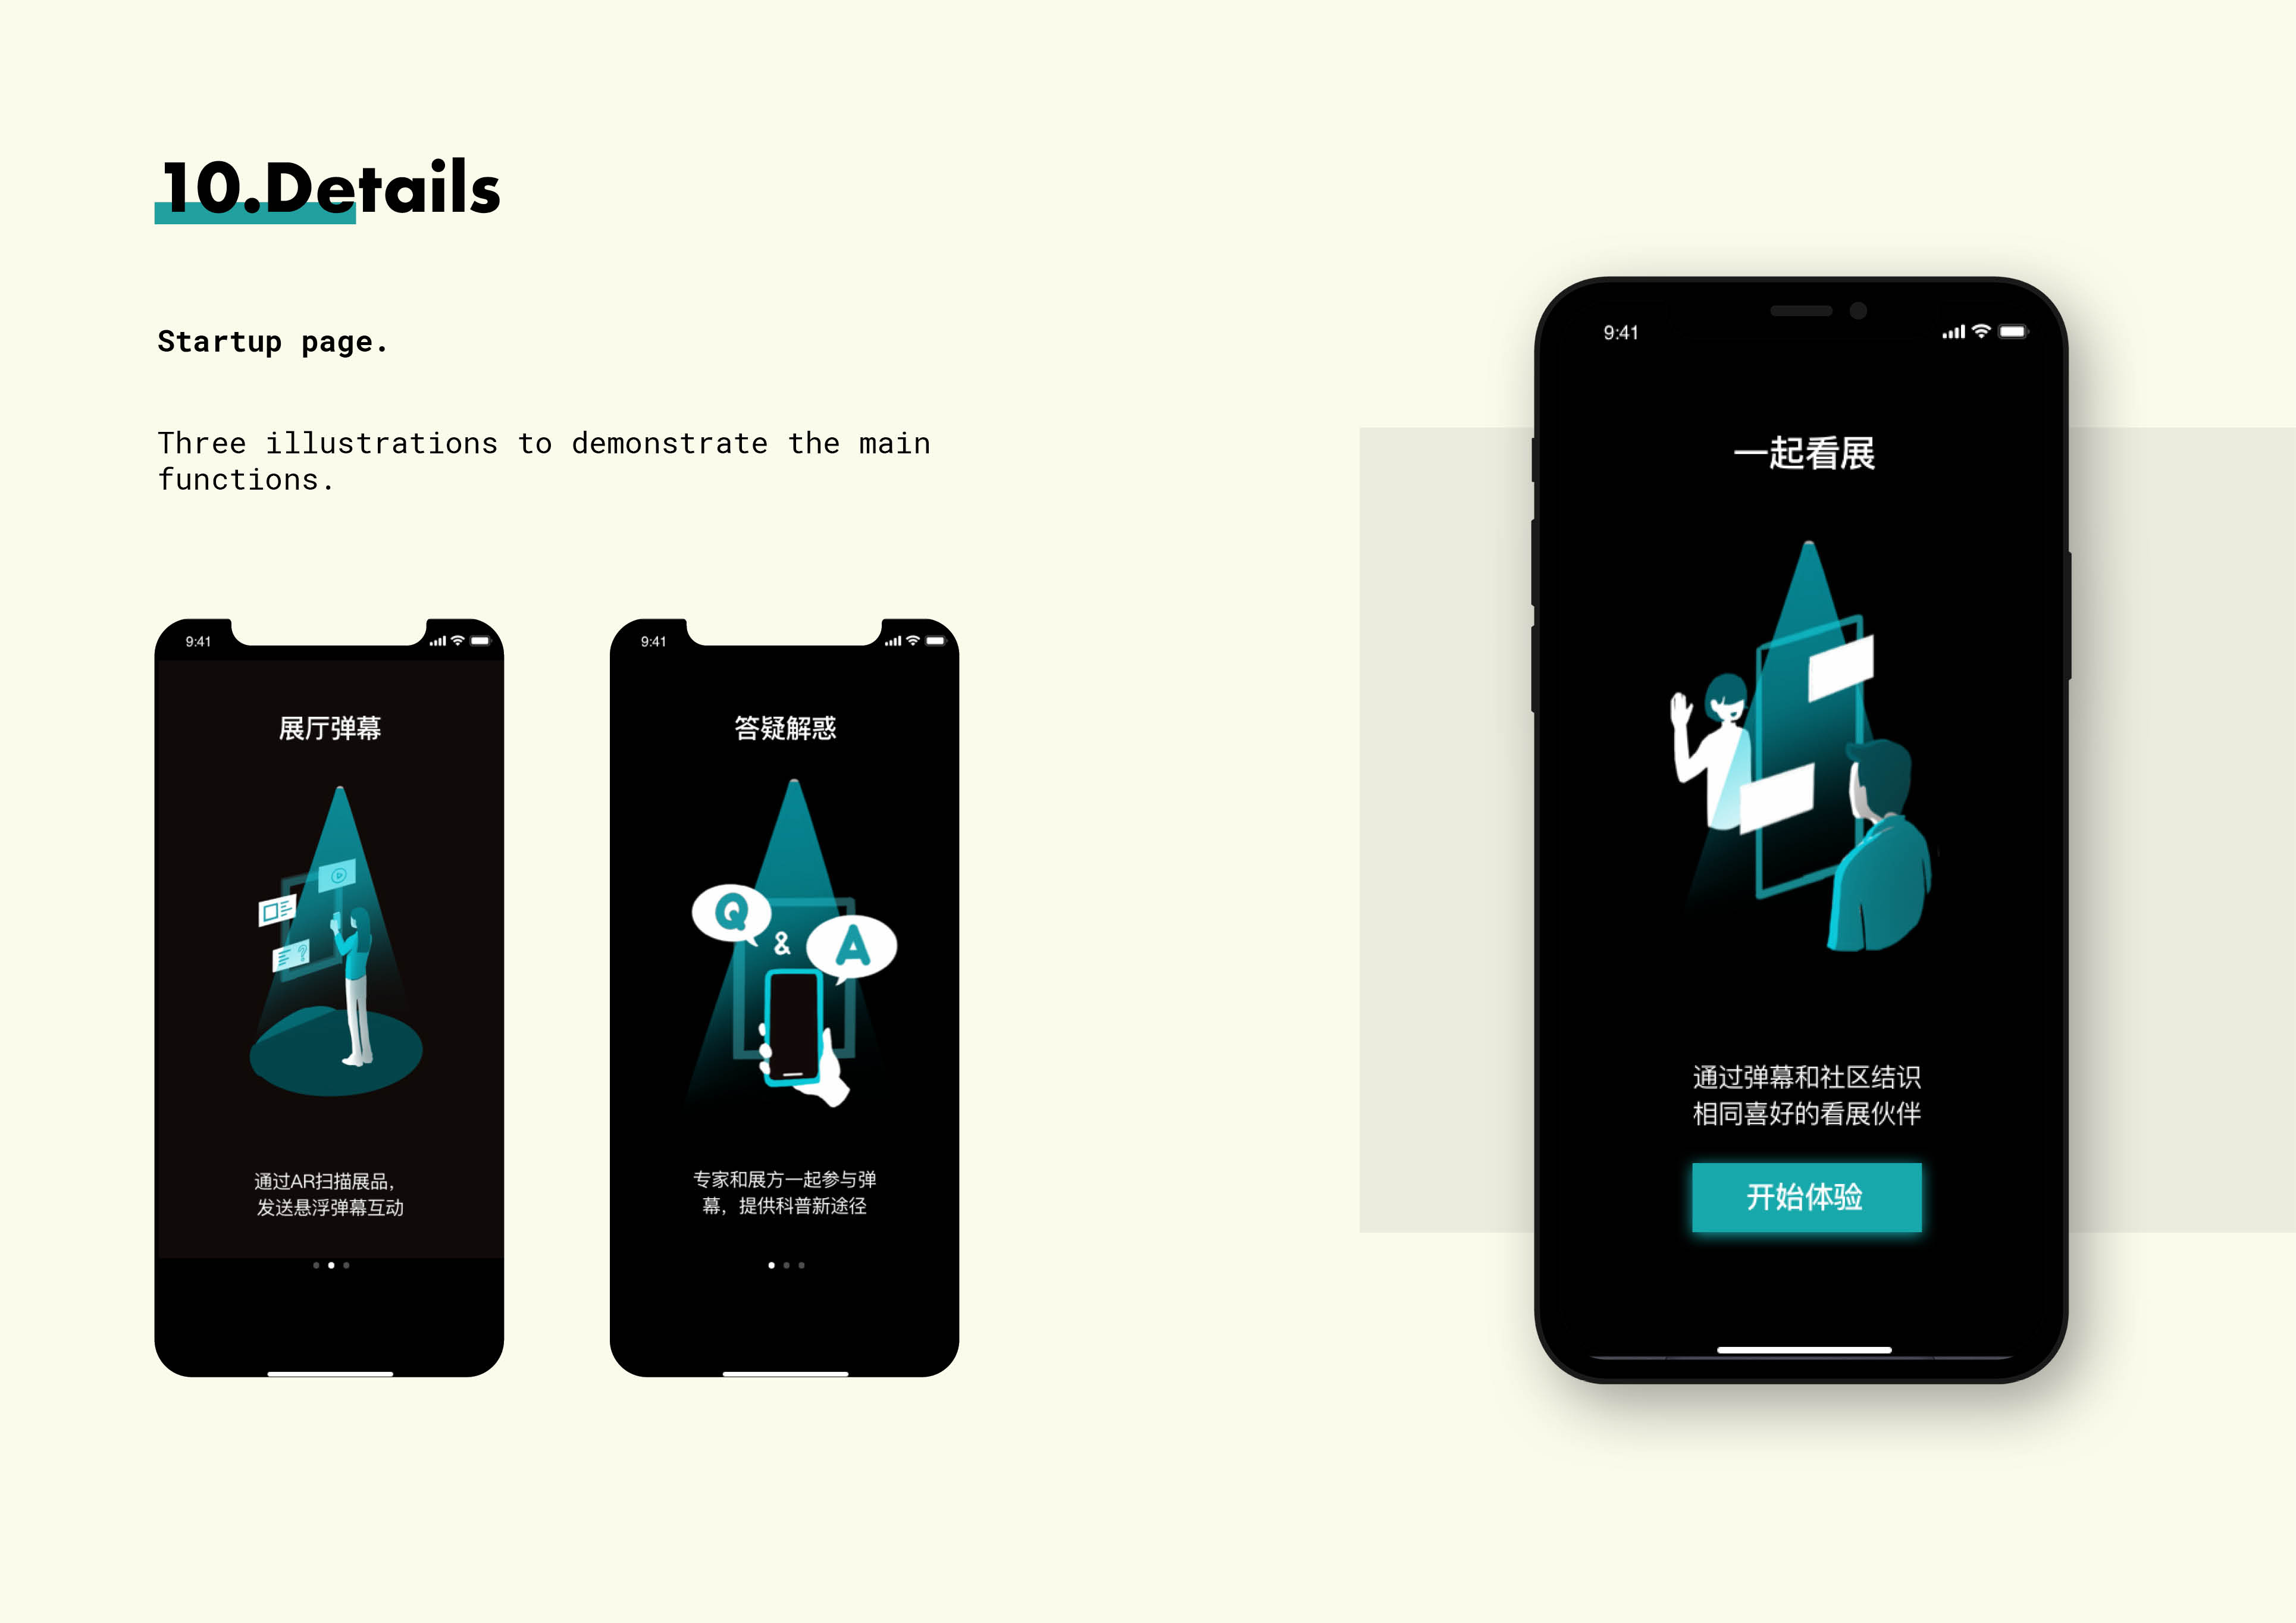 10.Details
Startup page.
Three illustrations to demonstrate the main
functions.
9:41
展厅弹幕
通过AR扫描展品，
发送悬浮弹幕互动
9:41
答疑解惑
Q
&
A
专家和展方一起参与弹
幕，提供科普新途径
9:41
一起看展
通过弹幕和社区结识
相同喜好的看展伙伴
开始体验